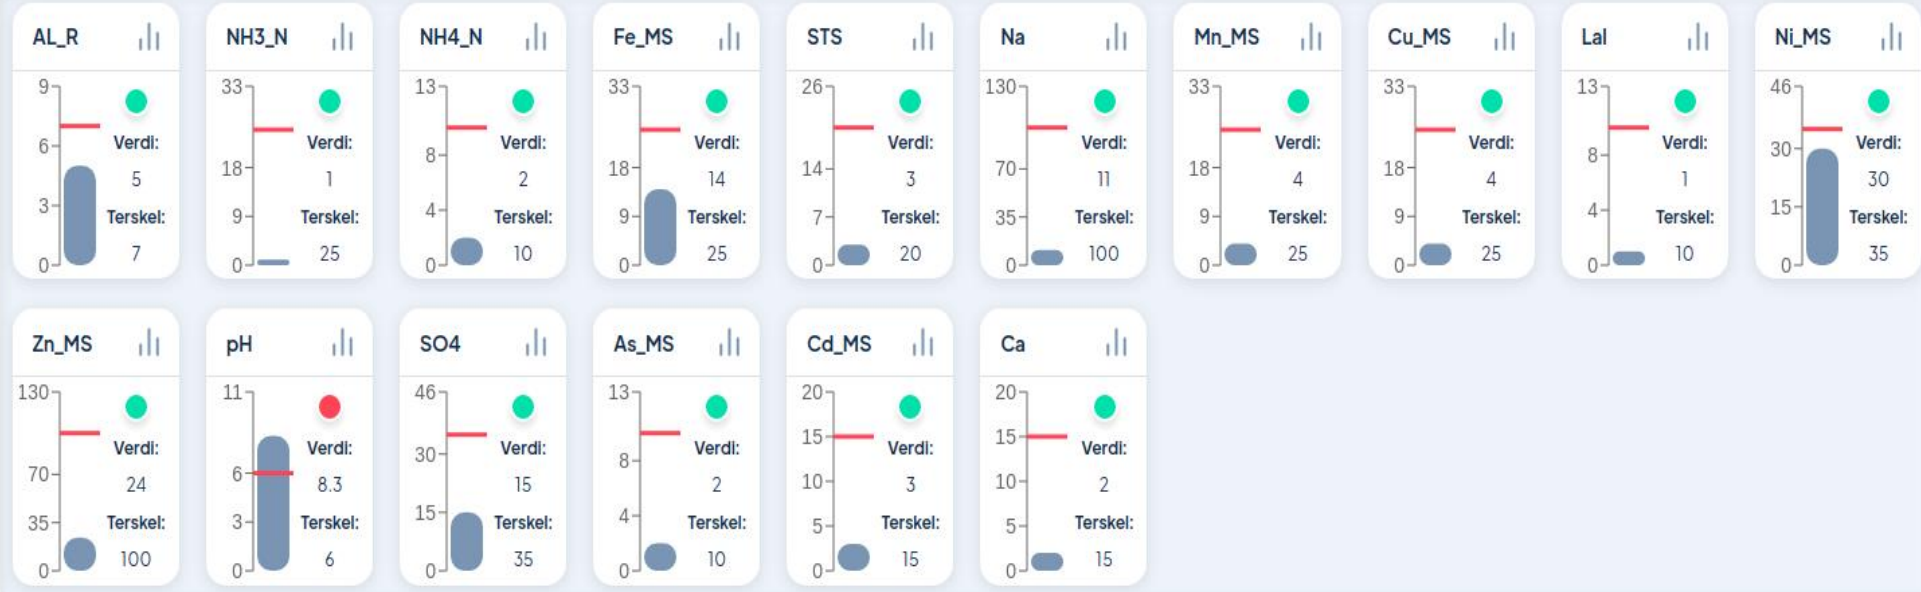 AL_R
9
6
3
0
Verdi:
5
Terskel:
7
NH3_N
33
18
9
0
Verdi:
1
Terskel:
25
NH4_N
13
8
4
0
Verdi:
2
Terskel:
10
Fe_MS
33
18
9
0
Verdi:
14
Terskel:
25
STS
26
14
7
0
Verdi:
3
Terskel:
20
Na
130
70
35
0
Verdi:
11
Terskel:
100
Mn_MS
33
18
9
0
Verdi:
4
Terskel:
25
Cu_MS
33
18
9
0
Verdi:
4
Terskel:
25
Lal
13
8
4
0
Verdi:
1
Terskel:
10
Ni_MS
46
30
15
0
Verdi:
30
Terskel:
35
Zn_MS
130
70
35
0
Verdi:
24
Terskel:
100
pH
11
6
3
0
Verdi:
8.3
Terskel:
6
SO4
46
30
15
0
Verdi:
15
Terskel:
35
As_MS
13
8
4
0
Verdi:
2
Terskel:
10
Cd_MS
20
15
10
5
0
Verdi:
3
Terskel:
15
Ca
20
15
10
5
0
Verdi:
2
Terskel:
15